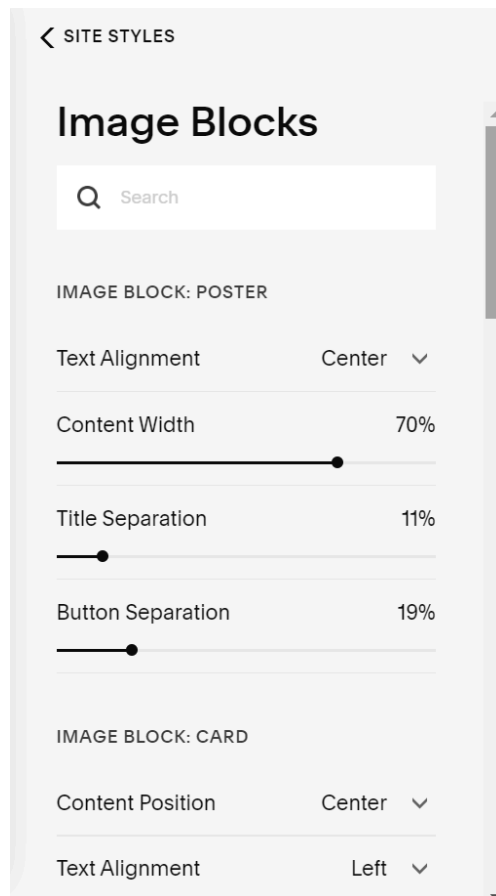 SITE STYLES
Image Blocks
Search
IMAGE BLOCK: POSTER
Text Alignment Center
Content Width 70%
Title Separation 11%
Button Separation 19%
IMAGE BLOCK: CARD
Content Position Center
Text Alignment Left